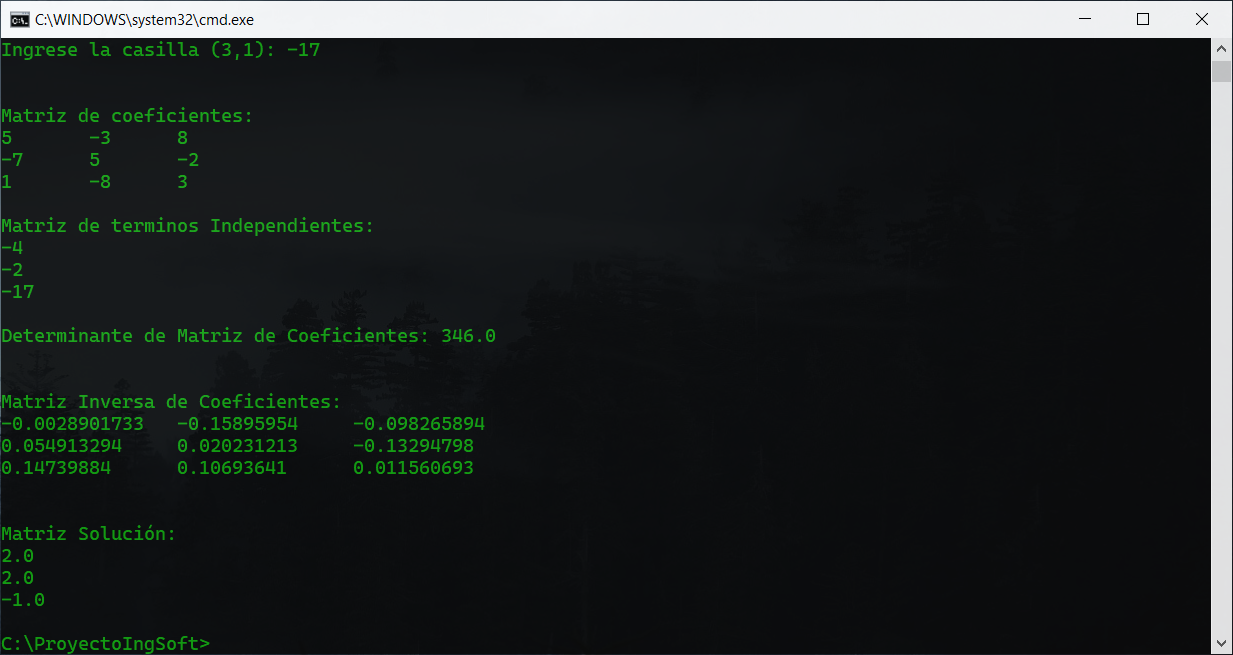 C:\WINDOWS\system32\cmd.exe
Ingrese la casilla (3,1): -17
Matriz de coeficientes:
5 -3 8
-7 5 -2
1 -8 3
Matriz de terminos Independientes:
-4
-2
-17
Determinante de Matriz de Coeficientes: 346.0
Matriz Inversa de Coeficientes:
-0.0028901733 -0.15895954 -0.098265894
0.054913294 0.020231213 -0.13294798
0.14739884 0.10693641 0.011560693
Matriz Solución:
2.0
2.0
-1.0
C:\ProyectoIngSoft>